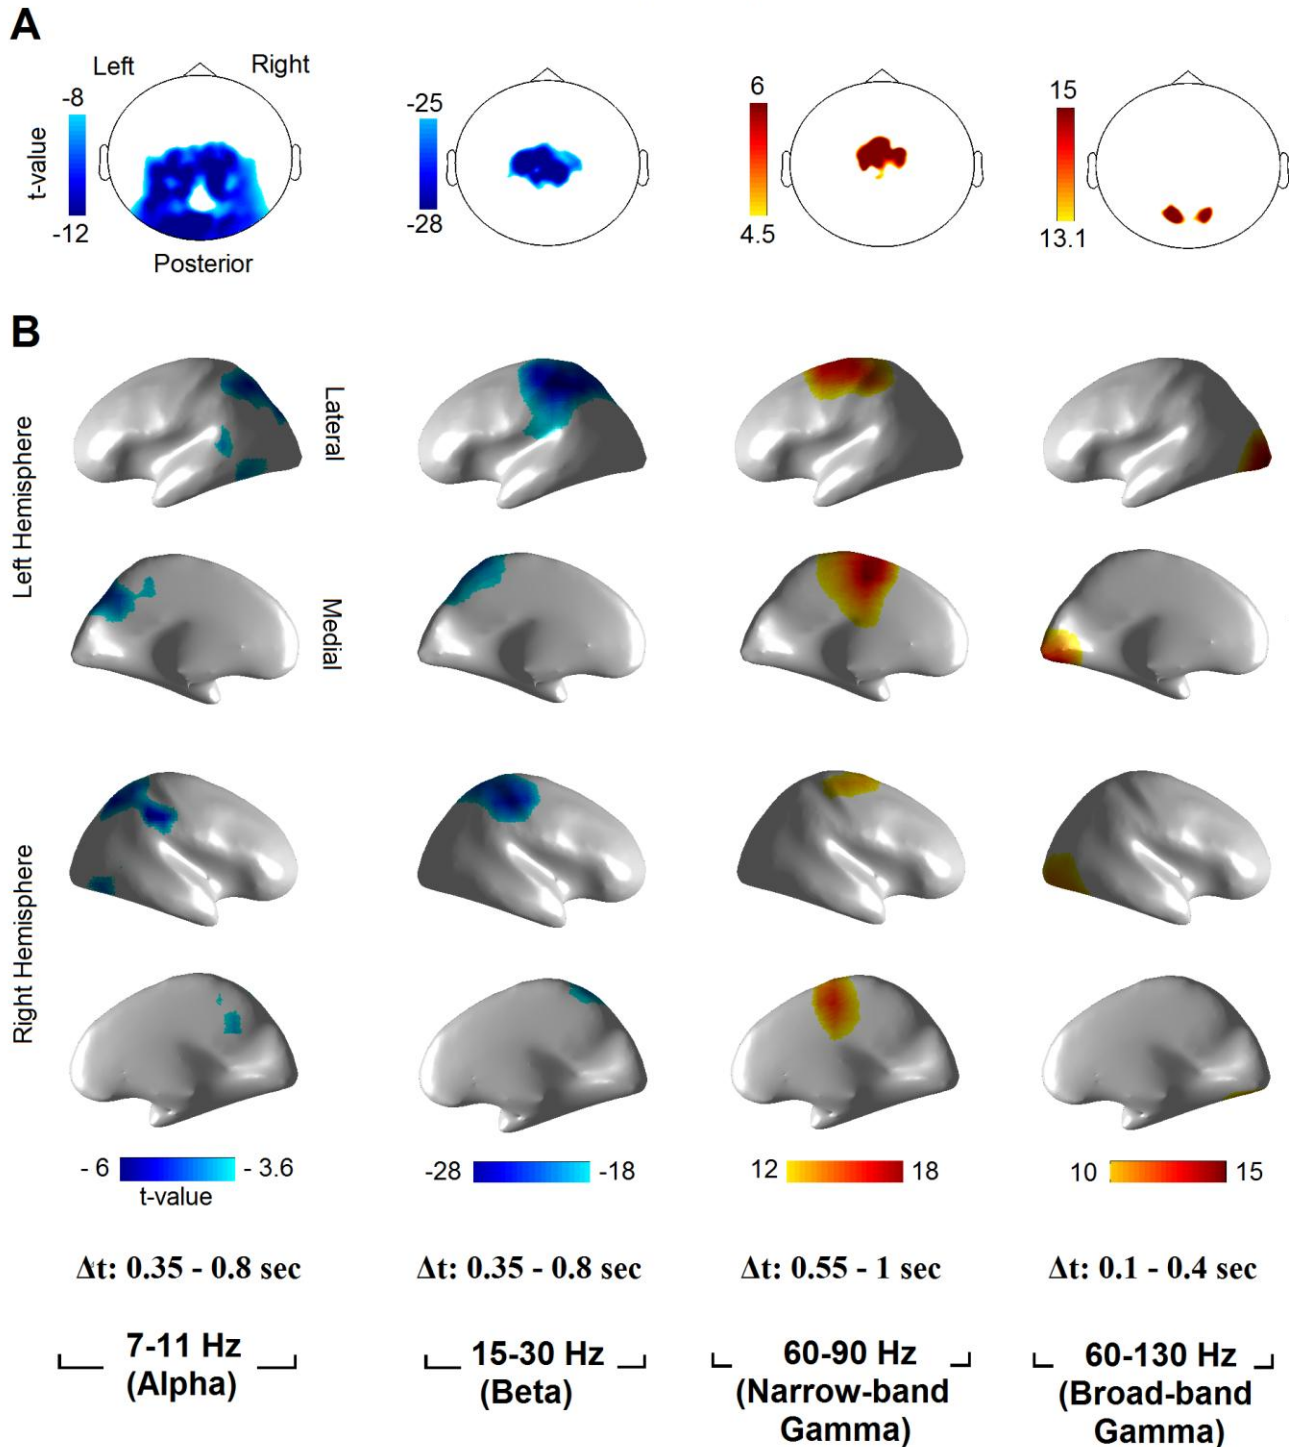 A
Left
Right
t-value
-8
-12
Posterior
-25
-28
6
4.5
15
13.1
B
Left Hemisphere
Lateral
Medial
Right Hemisphere
- 6
- 3.6
t-value
-28
-18
12
18
10
15
Δt: 0.35 - 0.8 sec
Δt: 0.35 - 0.8 sec
Δt: 0.55 - 1 sec
Δt: 0.1 - 0.4 sec
7-11 Hz
(Alpha)
15-30 Hz
(Beta)
60-90 Hz
(Narrow-band
Gamma)
60-130 Hz
(Broad-band
Gamma)